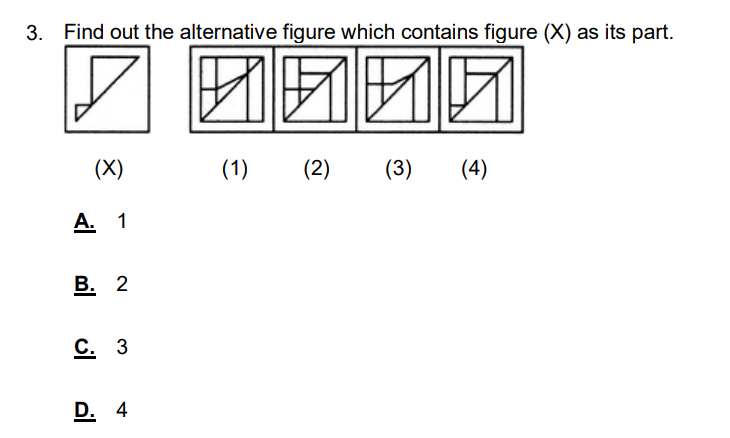 3. Find out the alternative figure which contains figure (X) as its part.
(X) (1) (2) (3) (4)
A. 1
B. 2
C. 3
D. 4